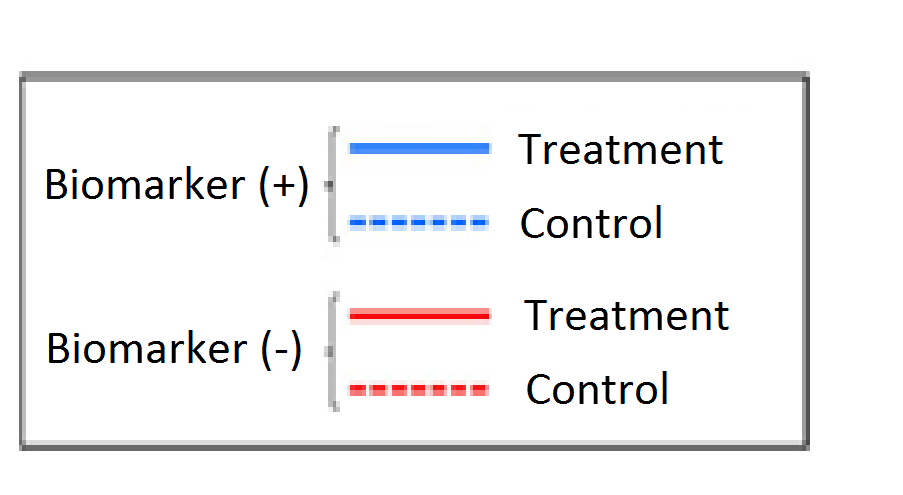 Biomarker (+)
Treatment
Control
Biomarker (-)
Treatment
Control